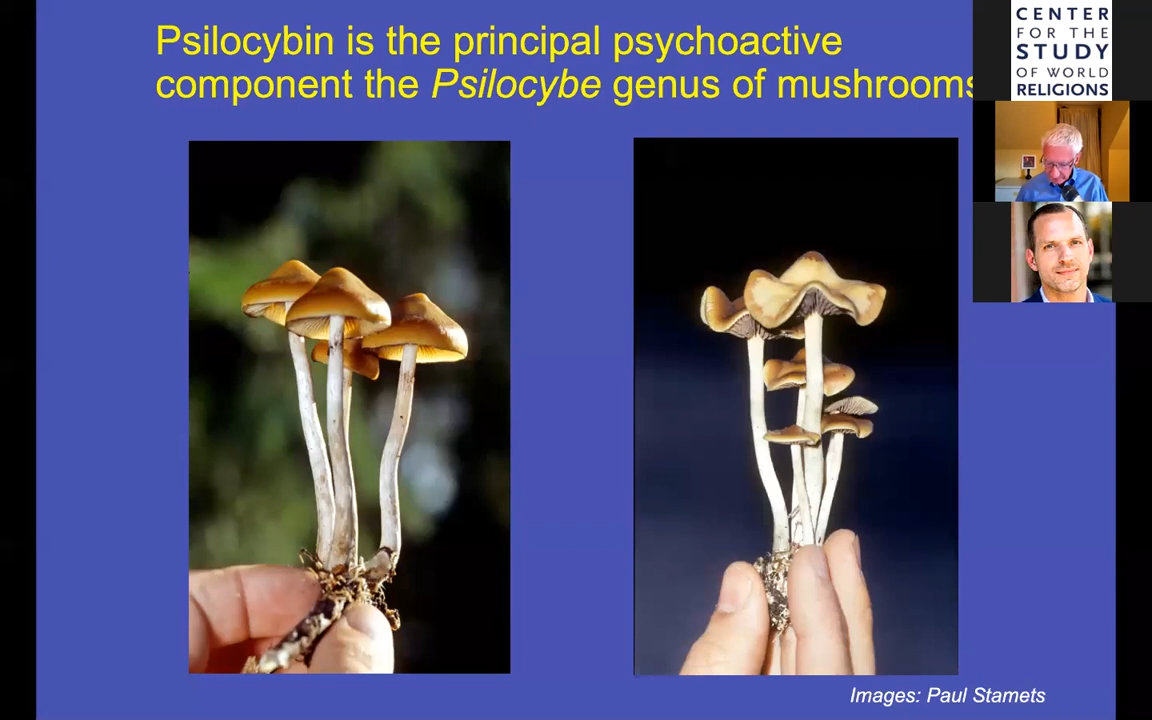 Psilocybin is the principal psychoactive
component the Psilocybe genus of mushrooms
CENTER
FOR THE
STUDY
OF WORLD
RELIGIONS
Images: Paul Stamets